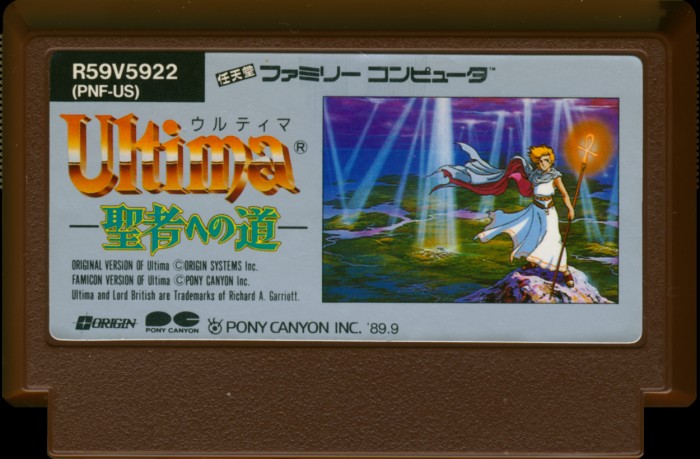 R59V5922
(PNF-US)
任天堂 ファミリーコンピュータ™
ウルティマ
Ultima®
聖者への道
ORIGINAL VERSION OF Ultima ©ORIGIN SYSTEMS Inc.
FAMICON VERSION OF Ultima ©PONY CANYON Inc.
Ultima and Lord British are Trademarks of Richard A. Garriott.
ORIGIN PONY CANYON PONY CANYON INC. '89.9